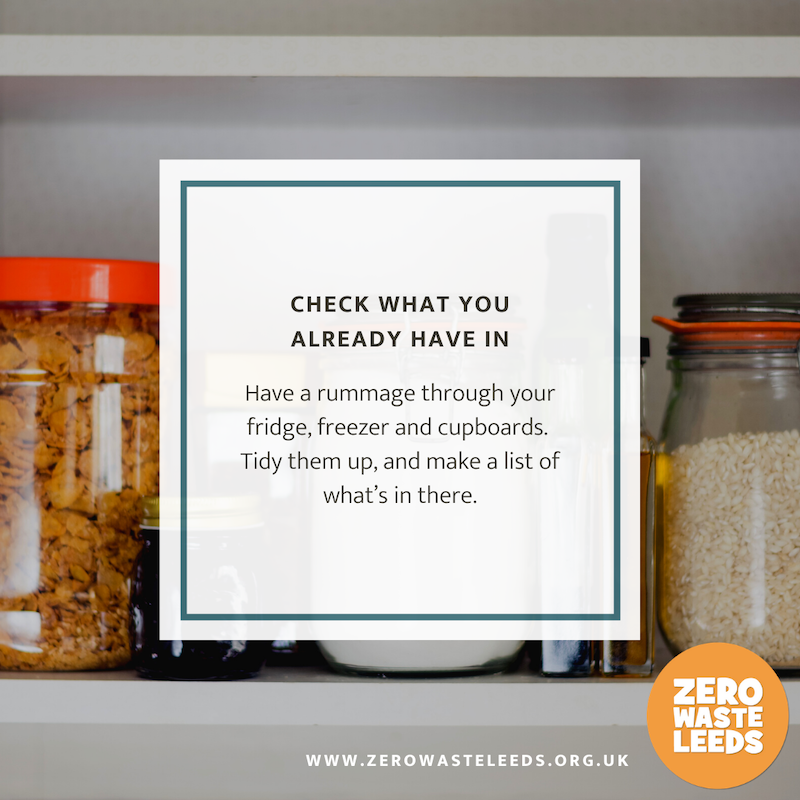 CHECK WHAT YOU
ALREADY HAVE IN
Have a rummage through your
fridge, freezer and cupboards.
Tidy them up, and make a list of
what's in there.
WWW.ZEROWASTELEEDS.ORG.UK
ZERO
WASTE
LEEDS